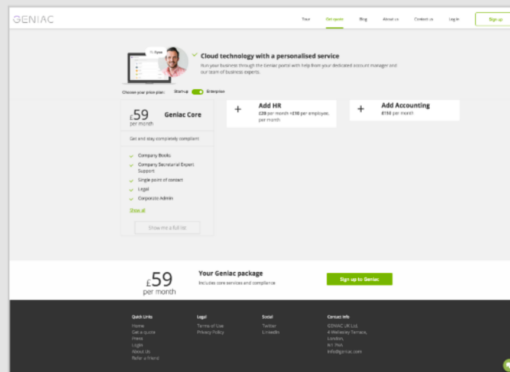 GENIAC
Tour
Compare
Blog
About us
Contact us
Log in
Sign up
Cloud technology with a personalised service
Run your business through the Geniac portal with help from your dedicated account manager and
our team of business experts.
Choose your price plan:
Startup
Enterprise
£59
per month
Geniac Core
Get and stay completely compliant
Company Books
Company Secretarial Expert
Support
Single point of contact
Legal
Corporate Admin
Show all
Show me a full list
Add HR
per month
per employee,
per month
Add Accounting
per month
£59
per month
Your Geniac package
Includes core services and compliance
Sign up to Geniac
Quick Links
Home
Get a quote
Press
Login
About Us
Refer a friend
Legal
Terms of Use
Privacy Policy
Social
Twitter
LinkedIn
Contact Info
GENIAC UK Ltd,
London,
info@geniac.com